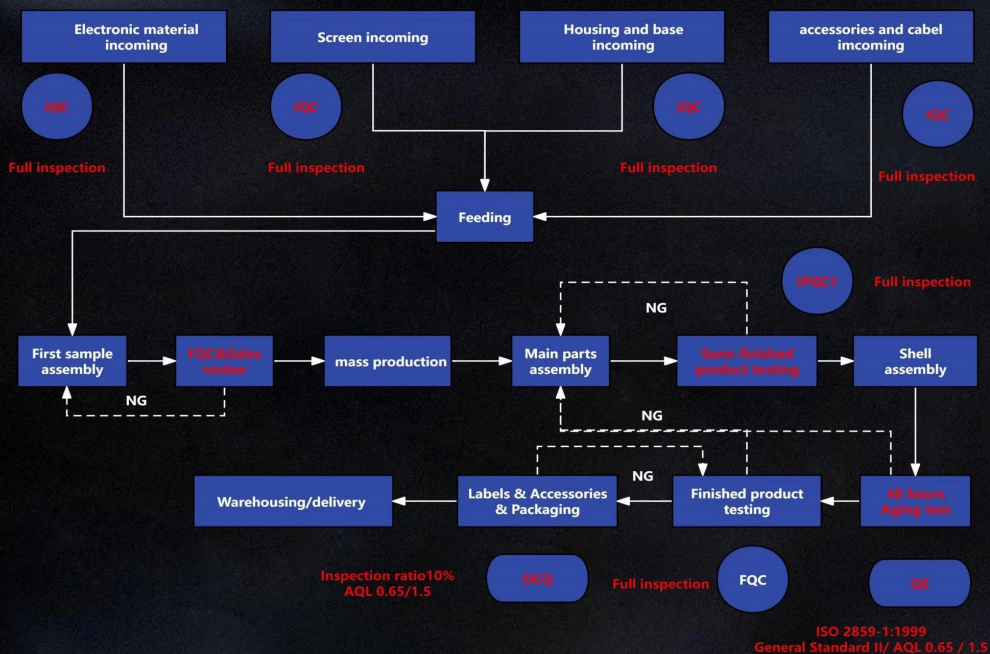 Electronic material
incoming
Screen incoming
Housing and base
incoming
accessories and cabel
imcoming
IQC
IQC
IQC
IQC
Full inspection
Full inspection
Full inspection
Full inspection
Feeding
IPQC1
Full inspection
NG
First sample
assembly
FQC&Sales
review
mass production
Main parts
assembly
Semi-finished
product testing
Shell
assembly
NG
NG
NG
Warehousing/delivery
Labels & Accessories
& Packaging
Finished product
testing
48 hours
Aging test
Inspection ratio10%
AQL 0.65/1.5
OCQ
Full inspection
FQC
QE
ISO 2859-1:1999
General Standard II/ AQL 0.65 / 1.5